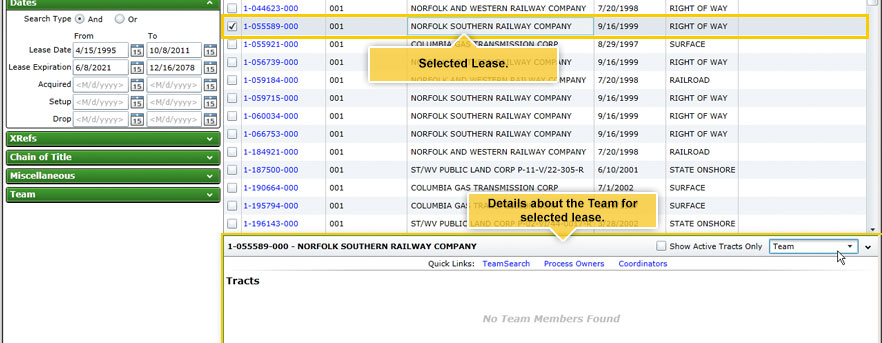 Dates
Search Type And Or
From To
Lease Date 4/15/1995 15 10/8/2011 15
Lease Expiration 6/8/2021 15 12/16/2078 15
Acquired <M/d/yyyy> 15 <M/d/yyyy> 15
Setup <M/d/yyyy> 15 <M/d/yyyy> 15
Drop <M/d/yyyy> 15 <M/d/yyyy> 15
XRefs
Chain of Title
Miscellaneous
Team
1-044623-000 001 NORFOLK AND WESTERN RAILWAY COMPANY 7/20/1998 RIGHT OF WAY
1-055589-000 001 NORFOLK SOUTHERN RAILWAY COMPANY 9/16/1999 RIGHT OF WAY
1-055921-000 001 COLUMBIA GAS TRANSMISSION CORP 8/29/1997 SURFACE
Selected Lease.
1-056739-000 001 9/16/1999 RIGHT OF WAY
1-059184-000 001 NORFOLK AND WESTERN RAILWAY COMPANY 7/20/1998 RAILROAD
1-059715-000 001 NORFOLK SOUTHERN RAILWAY COMPANY 9/16/1999 RIGHT OF WAY
1-060034-000 001 NORFOLK SOUTHERN RAILWAY COMPANY 9/16/1999 RIGHT OF WAY
1-066753-000 001 NORFOLK SOUTHERN RAILWAY COMPANY 9/16/1999 RIGHT OF WAY
1-184921-000 001 NORFOLK AND WESTERN RAILWAY COMPANY 7/20/1998 RAILROAD
1-187500-000 001 ST/WV PUBLIC LAND CORP P-11-V/22-305-R 6/10/2001 STATE ONSHORE
1-190664-000 001 COLUMBIA GAS TRANSMISSION CORP 7/1/2002 SURFACE
1-195794-000 001 COLUMBIA GAS SURFACE
Details about the Team for selected lease.
1-196143-000 001 ST/WV PUBLIC LAND CORP STATE ONSHORE
1-055589-000 - NORFOLK SOUTHERN RAILWAY COMPANY Show Active Tracts Only Team
Quick Links: TeamSearch Process Owners Coordinators
Tracts
No Team Members Found